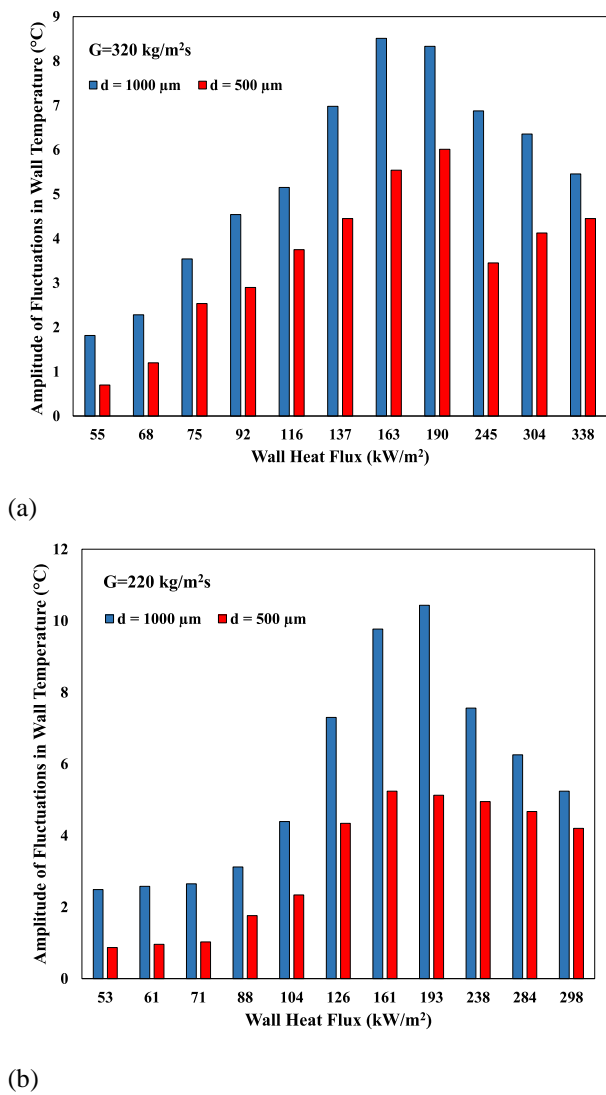 Amplitude of Fluctuations in Wall Temperature (°C)
9
8
7
6
5
4
3
2
1
0
G=320 kg/m²s
d = 1000 µm d = 500 µm
55 68 75 92 116 137 163 190 245 304 338
Wall Heat Flux (kW/m²)
(a)
Amplitude of Fluctuations in Wall Temperature (°C)
12
10
8
6
4
2
0
G=220 kg/m²s
d = 1000 µm d = 500 µm
53 61 71 88 104 126 161 193 238 284 298
Wall Heat Flux (kW/m²)
(b)